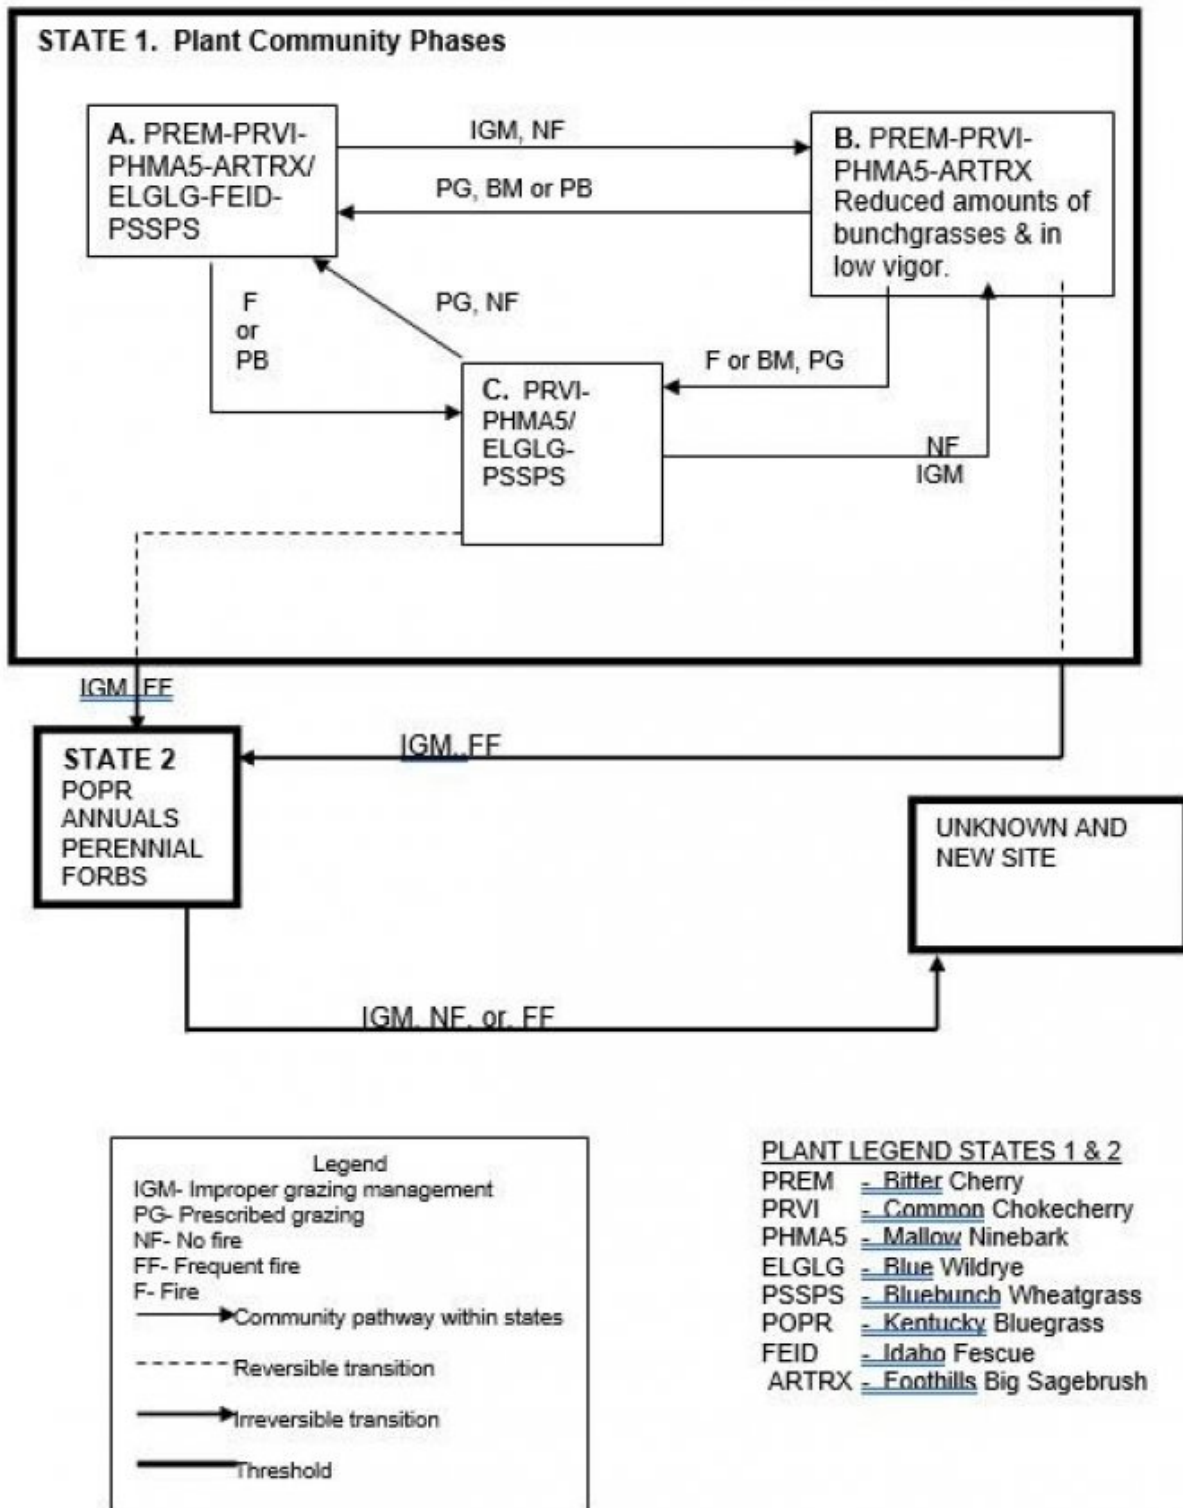 STATE 1. Plant Community Phases
A. PREM-PRVI-
PHMA5-ARTRX/
ELGLG-FEID-
PSSPS
IGM, NF
PG, BM or PB
B. PREM-PRVI-
PHMA5-ARTRX
Reduced amounts of
bunchgrasses & in
low vigor.
F
or
PB
PG, NF
F or BM, PG
C. PRVI-
PHMA5/
ELGLG-
PSSPS
NF
IGM
IGM, FF
IGM,.FF
STATE 2
POPR
ANNUALS
PERENNIAL
FORBS
UNKNOWN AND
NEW SITE
IGM, NF, or, FF
Legend
IGM- Improper grazing management
PG- Prescribed grazing
NF- No fire
FF- Frequent fire
F- Fire
Community pathway within states
Reversible transition
Irreversible transition
Threshold
PLANT LEGEND STATES 1 & 2
PREM - Bitter Cherry
PRVI - Common Chokecherry
PHMA5 - Mallow Ninebark
ELGLG - Blue Wildrye
PSSPS - Bluebunch Wheatgrass
POPR - Kentucky Bluegrass
FEID - Idaho Fescue
ARTRX - Foothills Big Sagebrush